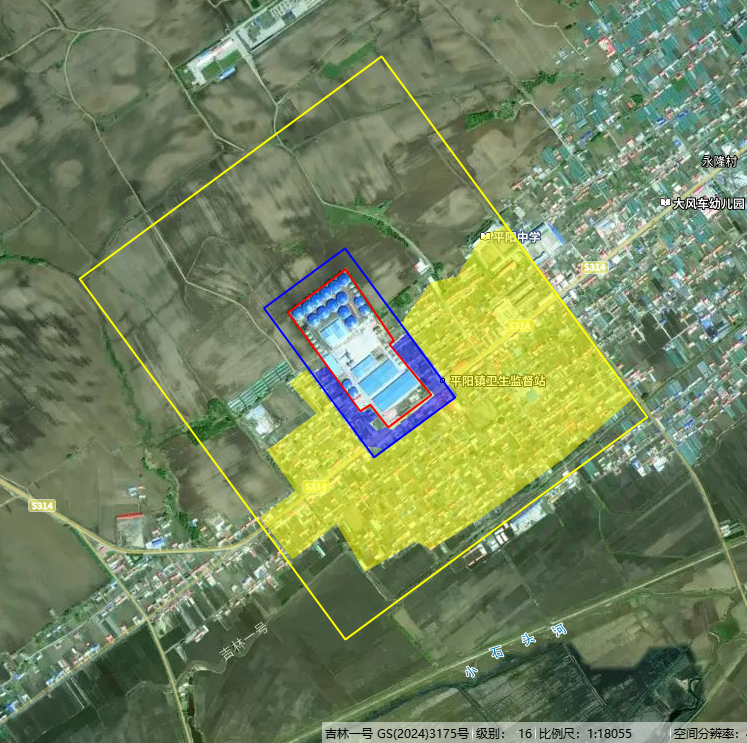 永隆村
大风车幼儿园
平阳中学
S314
S314
平阳镇卫生监督站
S314
S314
吉林一号
小石头河
吉林一号 GS(2024)3175号 级别： 16 比例尺：1:18055 空间分辨率：